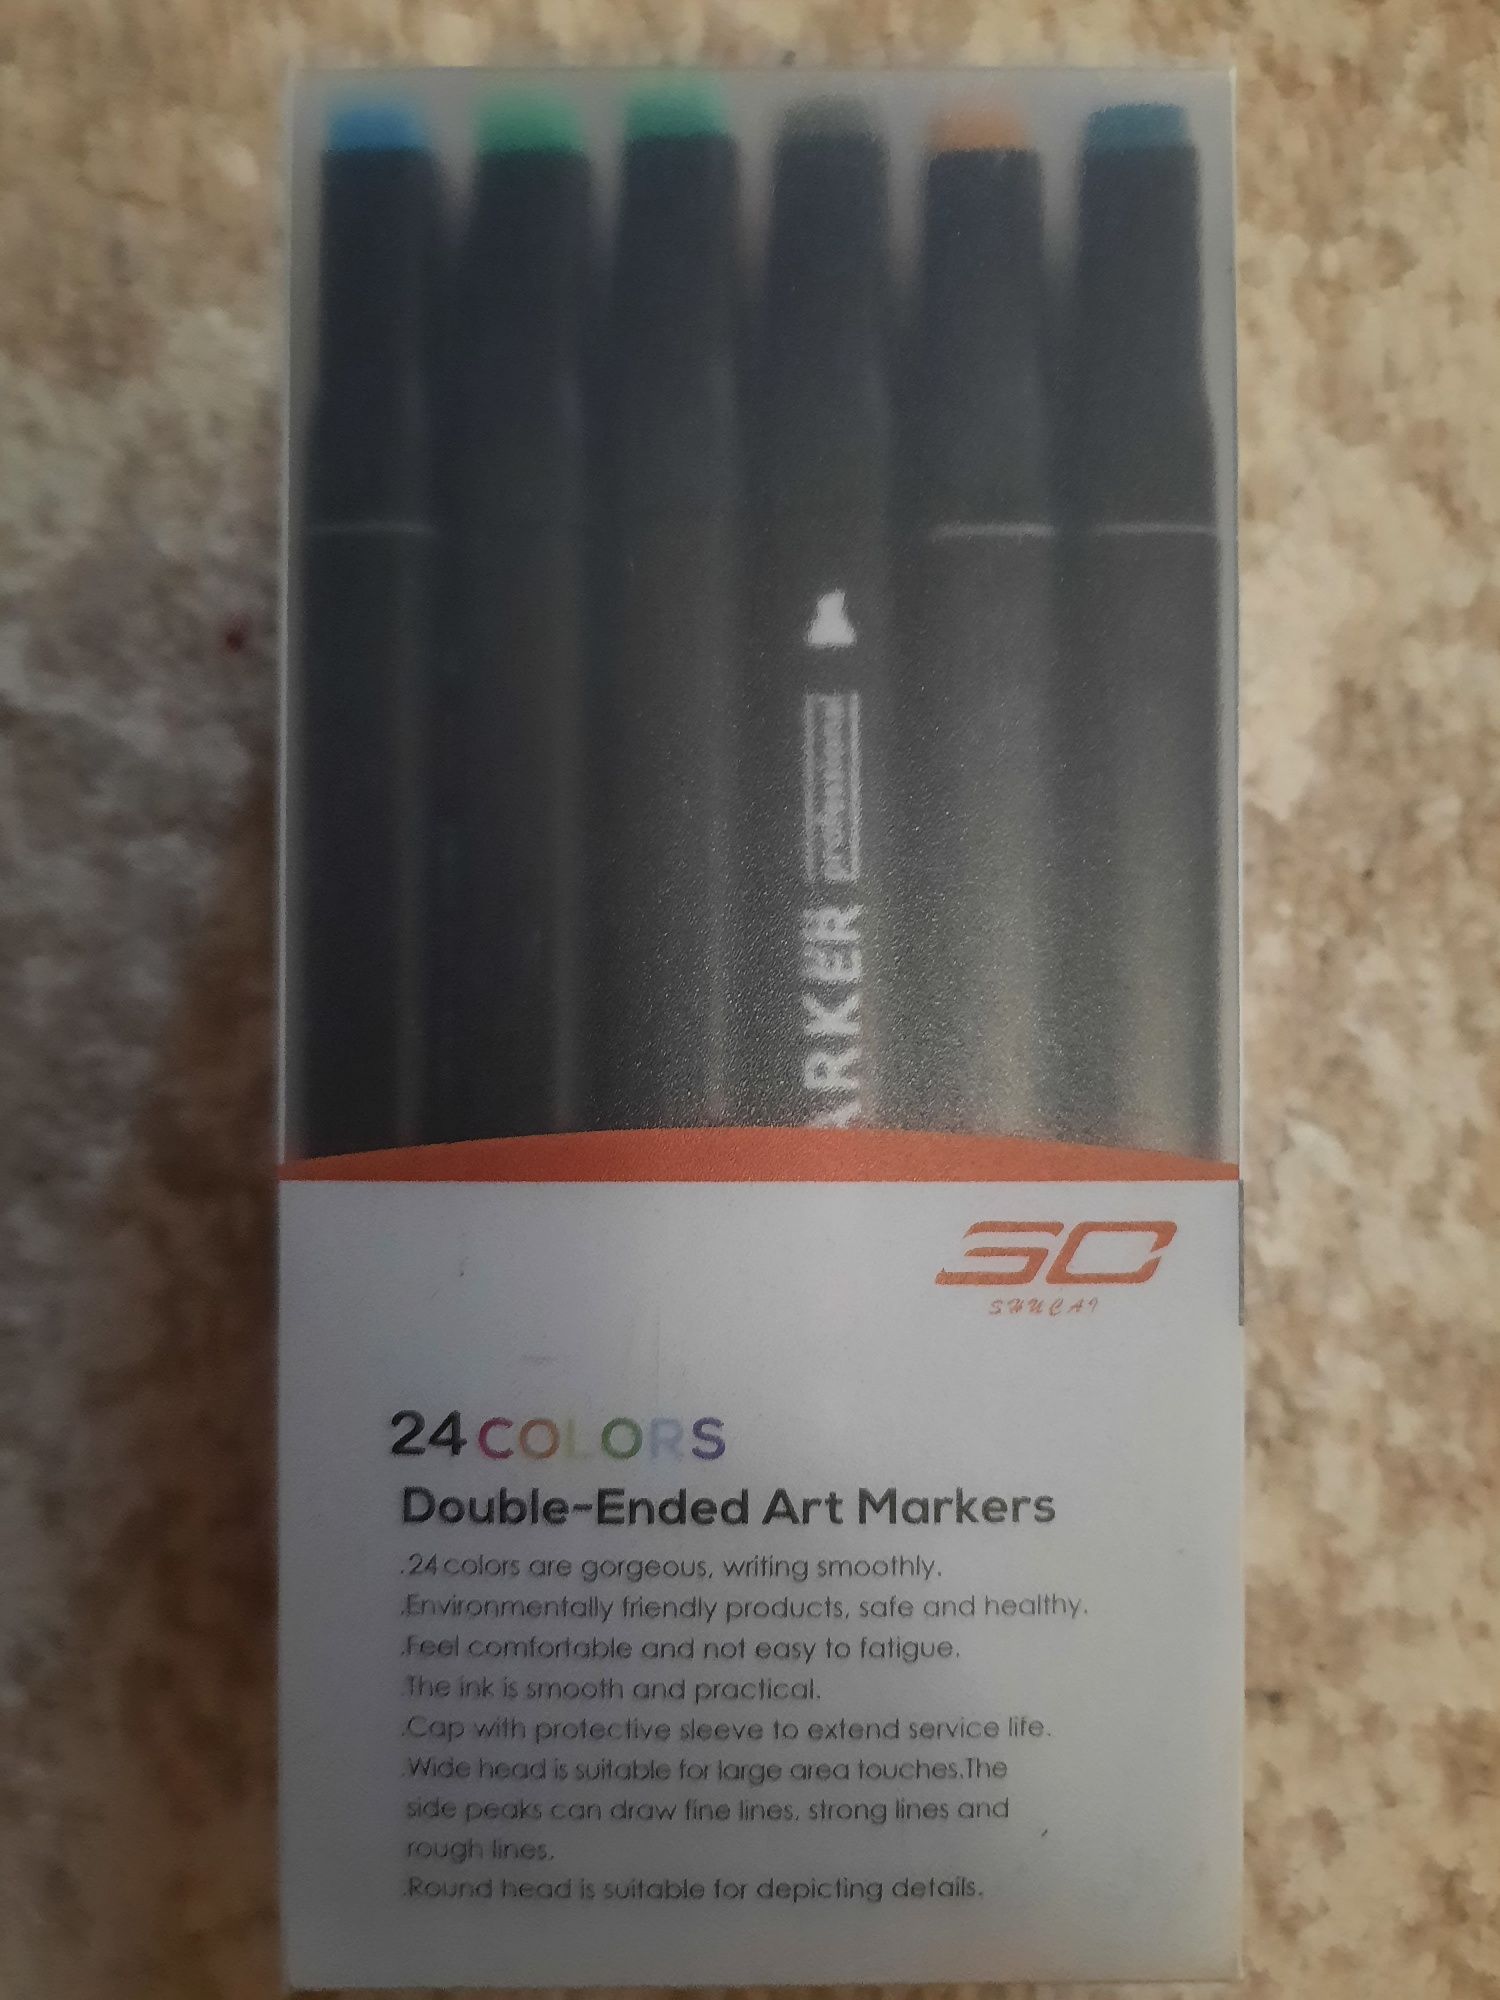 professional
ARKER
SC
SHUCAI
24 COLORS
Double-Ended Art Markers
.24 colors are gorgeous, writing smoothly.
.Environmentally friendly products, safe and healthy.
.Feel comfortable and not easy to fatigue.
.The ink is smooth and practical.
.Cap with protective sleeve to extend service life.
.Wide head is suitable for large area touches.The
side peaks can draw fine lines, strong lines and
rough lines.
.Round head is suitable for depicting details.